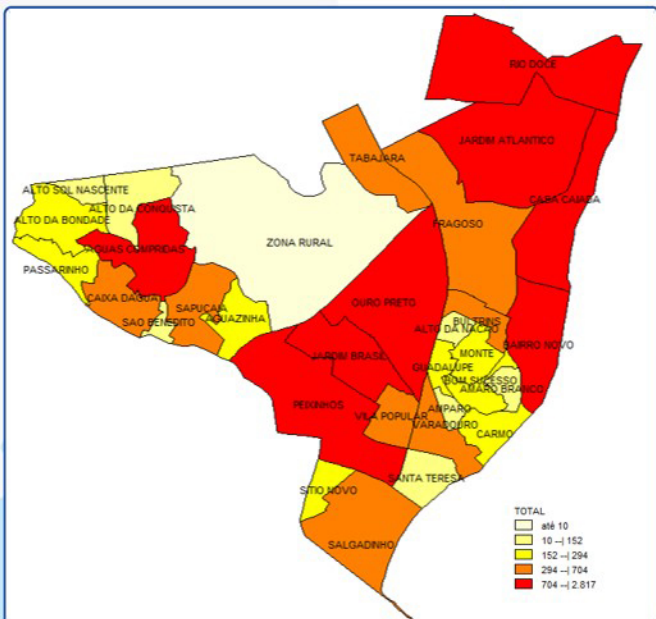 RIO DOCE
JARDIM ATLANTICO
TABAJARA
CASA CAIADA
ALTO SOL NASCENTE
ALTO DA CONQUISTA
ALTO DA BONDADE
FRAGOSO
ZONA RURAL
AGUAS COMPRIDAS
PASSARINHO
CAIXA DAGUA
OURO PRETO
SAPUCAIA
AGUAZINHA
SAO BENEDITO
BULTRINS
ALTO DA NACAO
BAIRRO NOVO
JARDIM BRASIL
MONTE
GUADALUPE
BOM SUCESSO
AMARO BRANCO
PEIXINHOS
AMPARO
VILA POPULAR
VARADOURO
CARMO
SANTA TERESA
SITIO NOVO
SALGADINHO
TOTAL
até 10
10 --| 152
152 --| 294
294 --| 704
704 --| 2.817